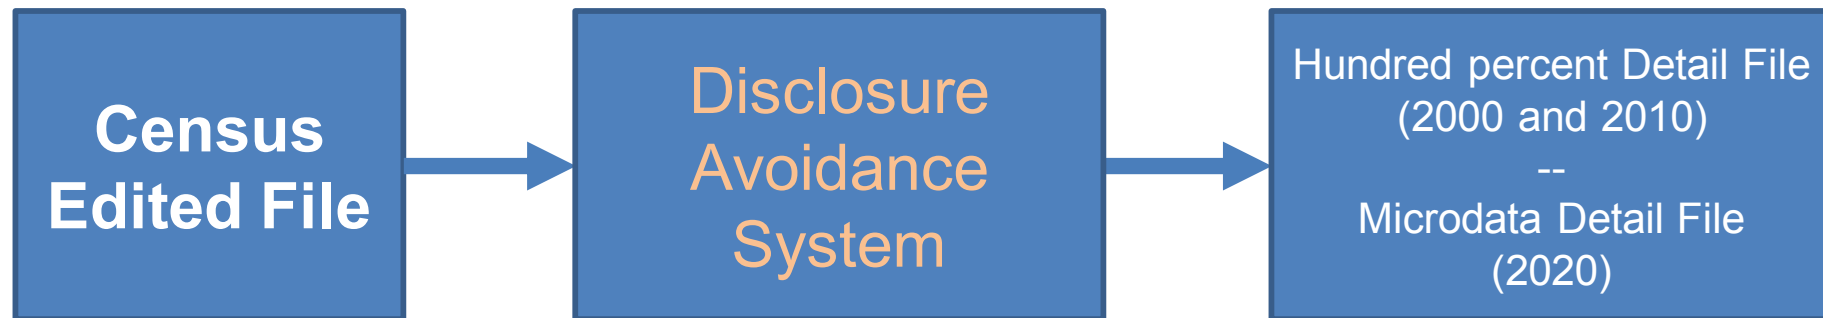 Census
Edited File
Disclosure
Avoidance
System
Hundred percent Detail File
(2000 and 2010)
--
Microdata Detail File
(2020)